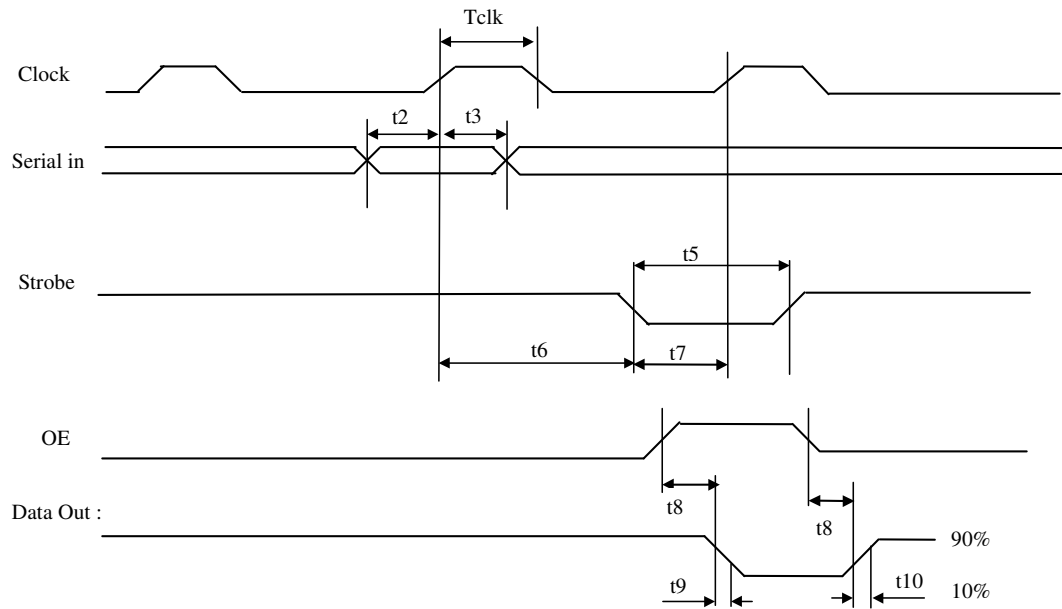 Tclk
Clock
t2
t3
Serial in
t5
Strobe
t6
t7
OE
t8
t8
Data Out :
90%
t9
t10
10%